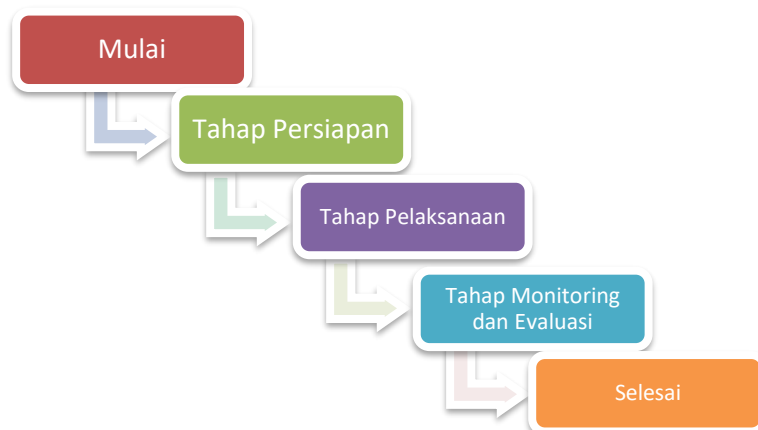 Mulai
Tahap Persiapan
Tahap Pelaksanaan
Tahap Monitoring
dan Evaluasi
Selesai